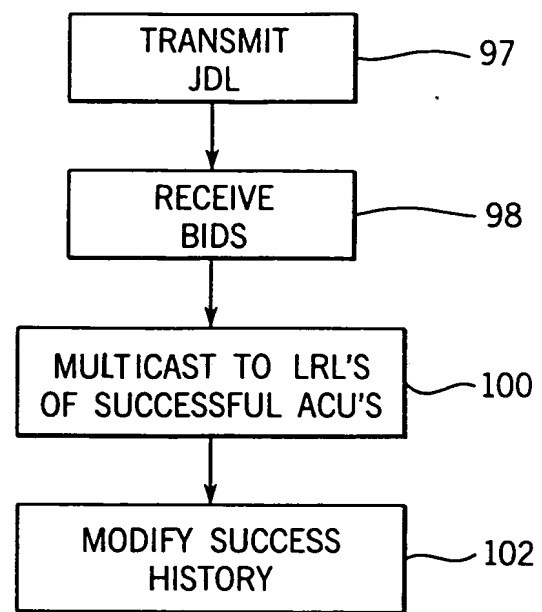 TRANSMIT
JDL
97
RECEIVE
BIDS
98
MULTICAST TO LRL'S
OF SUCCESSFUL ACU'S
100
MODIFY SUCCESS
HISTORY
102